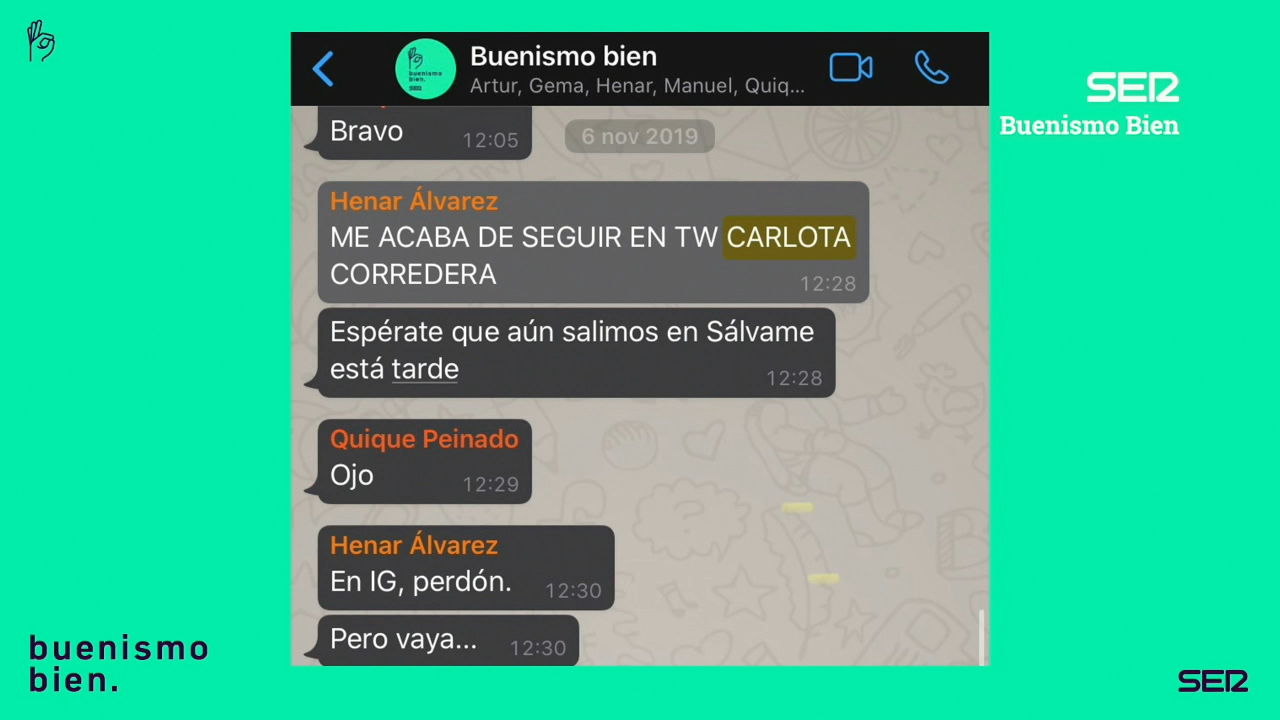 Buenismo bien
Artur, Gema, Henar, Manuel, Quiq...
buenismo
bien.
SER
SER
Buenismo Bien
Bravo
12:05
6 nov 2019
Henar Álvarez
ME ACABA DE SEGUIR EN TW CARLOTA
CORREDERA
12:28
Espérate que aún salimos en Sálvame
está tarde
12:28
Quique Peinado
Ojo
12:29
Henar Álvarez
En IG, perdón.
12:30
Pero vaya...
12:30
buenismo
bien.
SER